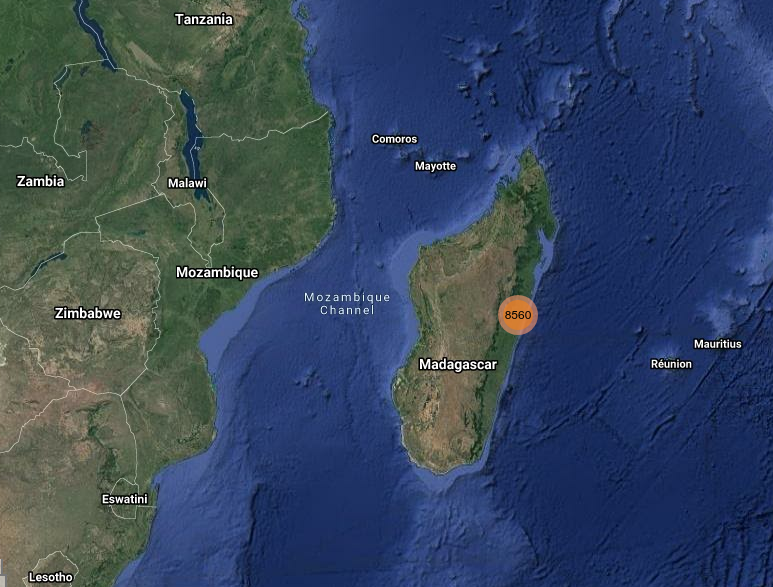 Tanzania
Comoros
Mayotte
Zambia
Malawi
Mozambique
Mozambique
Channel
Zimbabwe
8560
Mauritius
Madagascar
Réunion
Eswatini
Lesotho